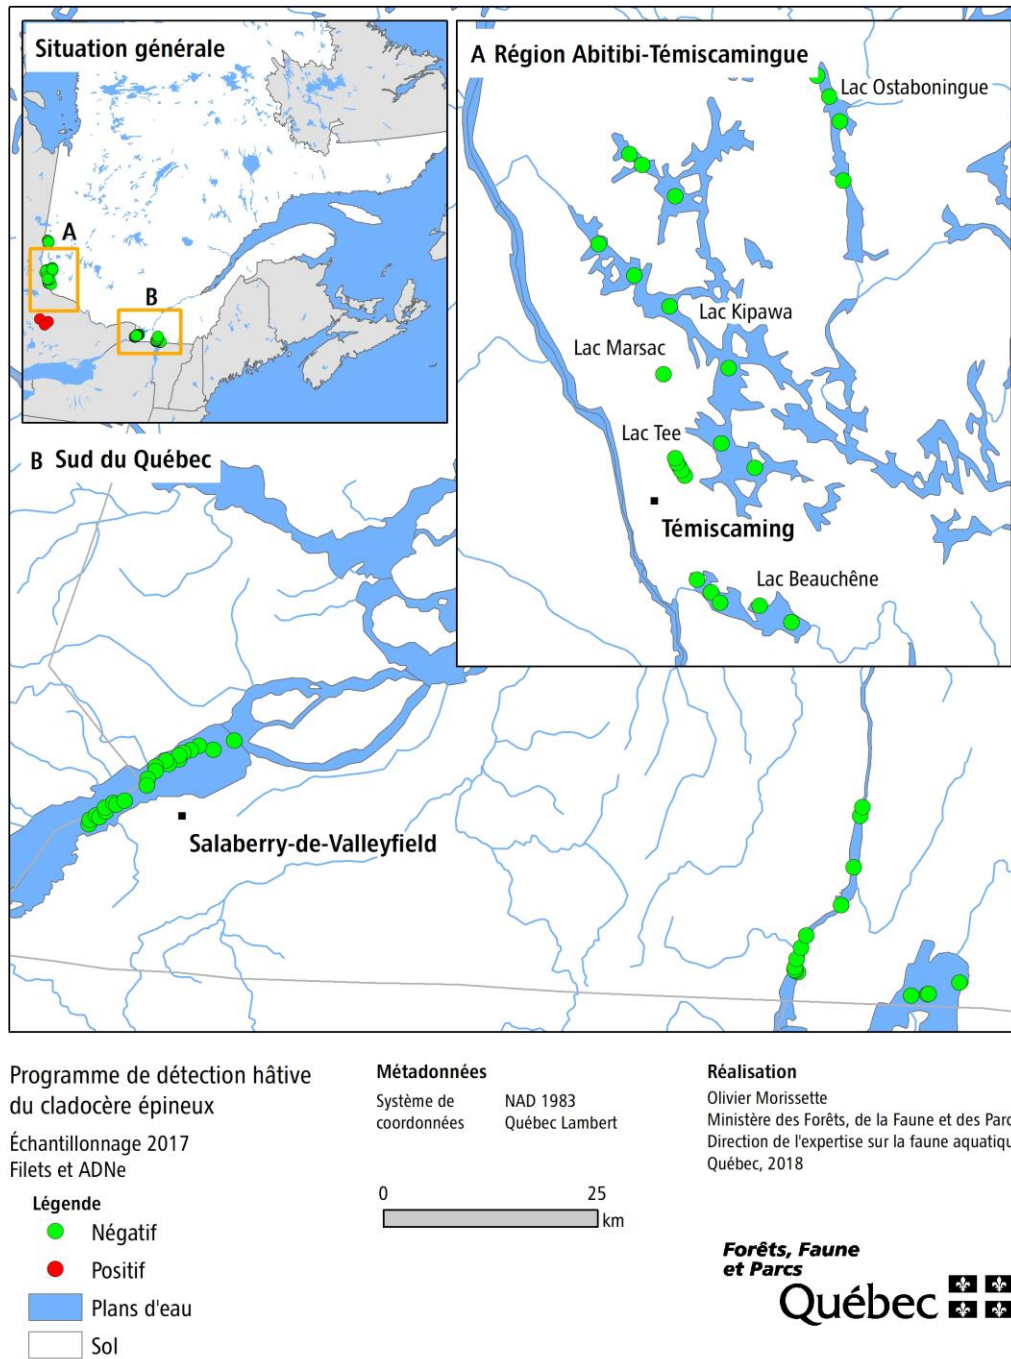 Situation générale
A
B
A Région Abitibi-Témiscamingue
Lac Ostaboningue
Lac Kipawa
Lac Marsac
Lac Tee
Témiscaming
Lac Beauchêne
B Sud du Québec
Salaberry-de-Valleyfield
Programme de détection hâtive
du cladocère épineux
Échantillonnage 2017
Filets et ADNe
Légende
Négatif
Positif
Plans d'eau
Sol
Métadonnées
Système de coordonnées
NAD 1983
Québec Lambert
0 25
km
Réalisation
Olivier Morissette
Ministère des Forêts, de la Faune et des Parc
Direction de l'expertise sur la faune aquatiqu
Québec, 2018
Forêts, Faune
et Parcs
Québec